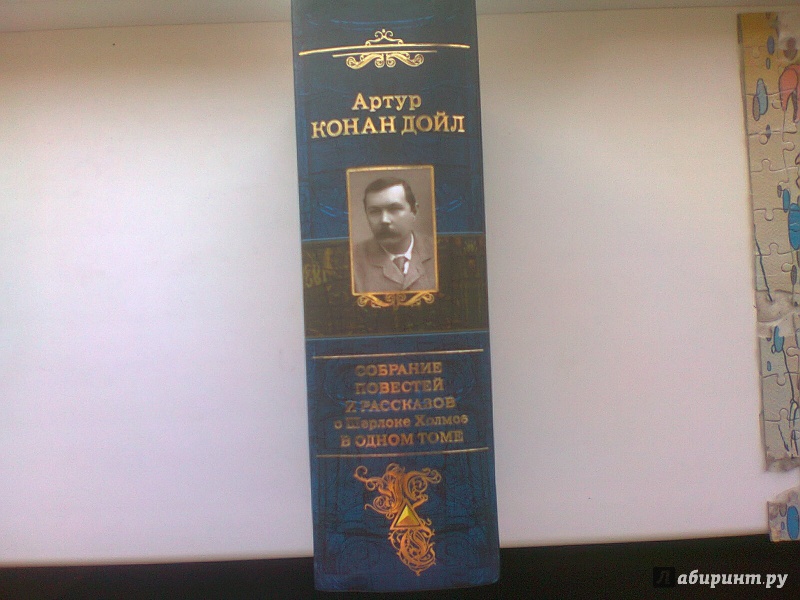 Артур
КОНАН ДОЙЛ
СОБРАНИЕ
ПОВЕСТЕЙ
И РАССКАЗОВ
о Шерлоке Холмсе
В ОДНОМ ТОМЕ
Лабиринт.ру